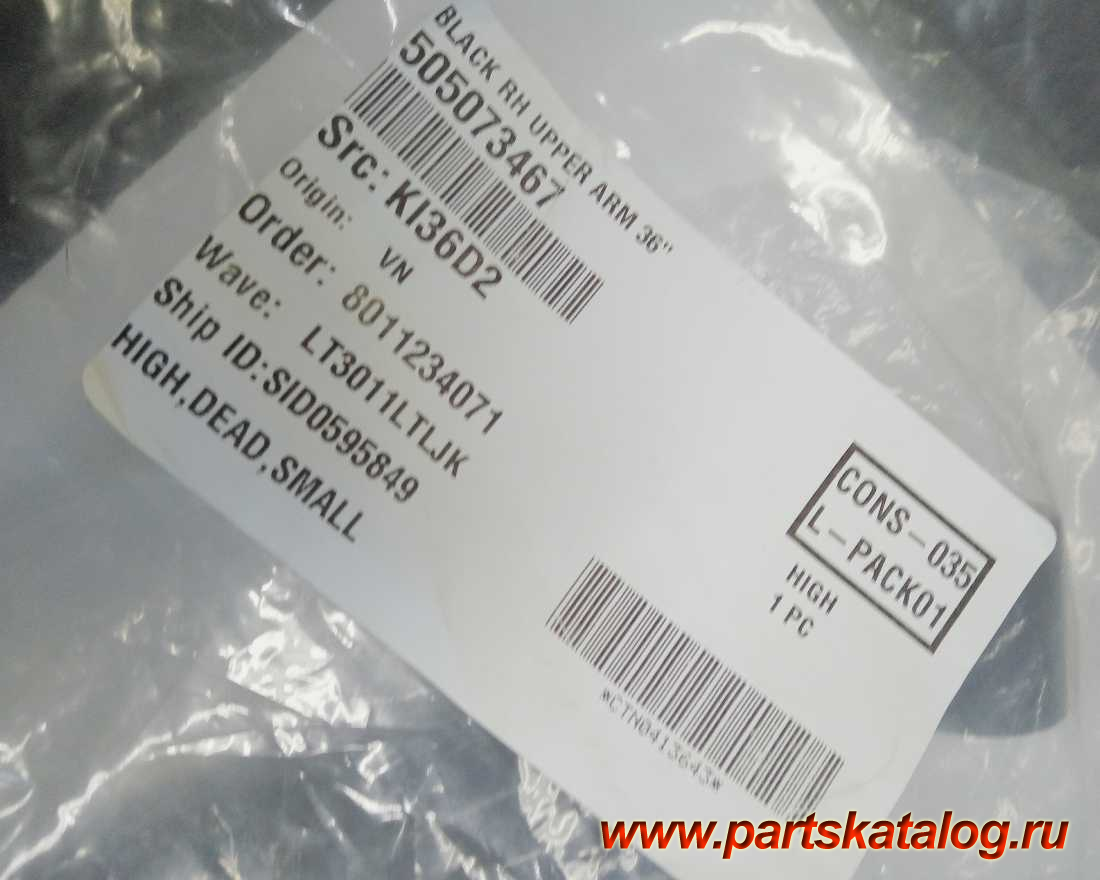 BLACK RH UPPER ARM 36"
505073467
Src: KI36D2
Origin: VN
Order: 8011234071
Wave: LT3011LTLJK
Ship ID:SID0595849
HIGH,DEAD,SMALL
CONS-035
L-PACK01
HIGH
1 PC
*CTN0413643*
www.partskatalog.ru